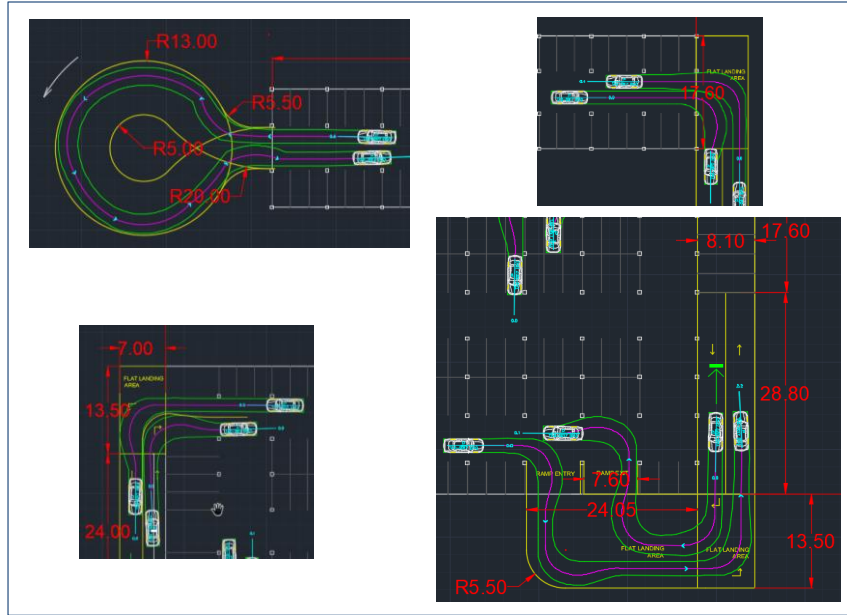 R13.00
R5.50
R5.00
R20.00
FLAT LANDING
AREA
17.60
7.00
FLAT LANDING
AREA
13.50
24.00
8.10
17.60
28.80
RAMP ENTRY
7.60
24.05
13.50
FLAT LANDING
AREA
FLAT LANDING
AREA
R5.50